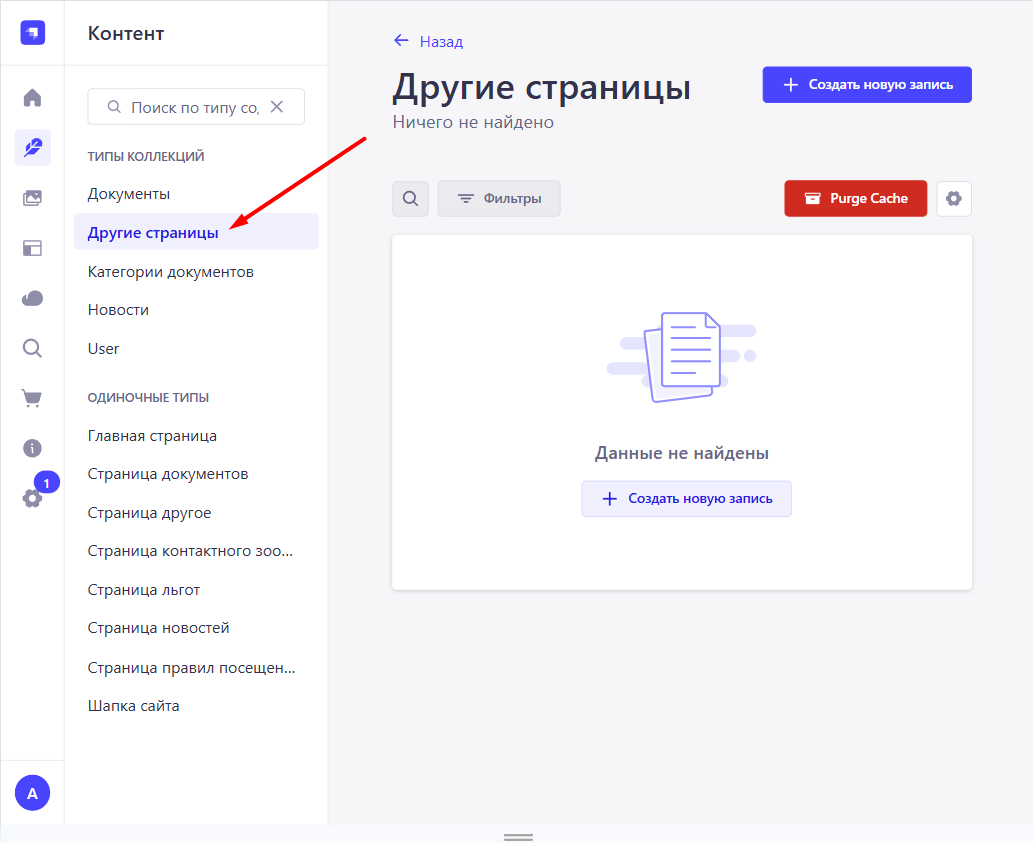 Контент
Поиск по типу со,
ТИПЫ КОЛЛЕКЦИЙ
Документы
Другие страницы
Категории документов
Новости
User
ОДИНОЧНЫЕ ТИПЫ
Главная страница
Страница документов
Страница другое
Страница контактного зоо...
Страница льгот
Страница новостей
Страница правил посещен...
Шапка сайта
1
A
Назад
Другие страницы
Создать новую запись
Ничего не найдено
Фильтры
Purge Cache
Данные не найдены
Создать новую запись